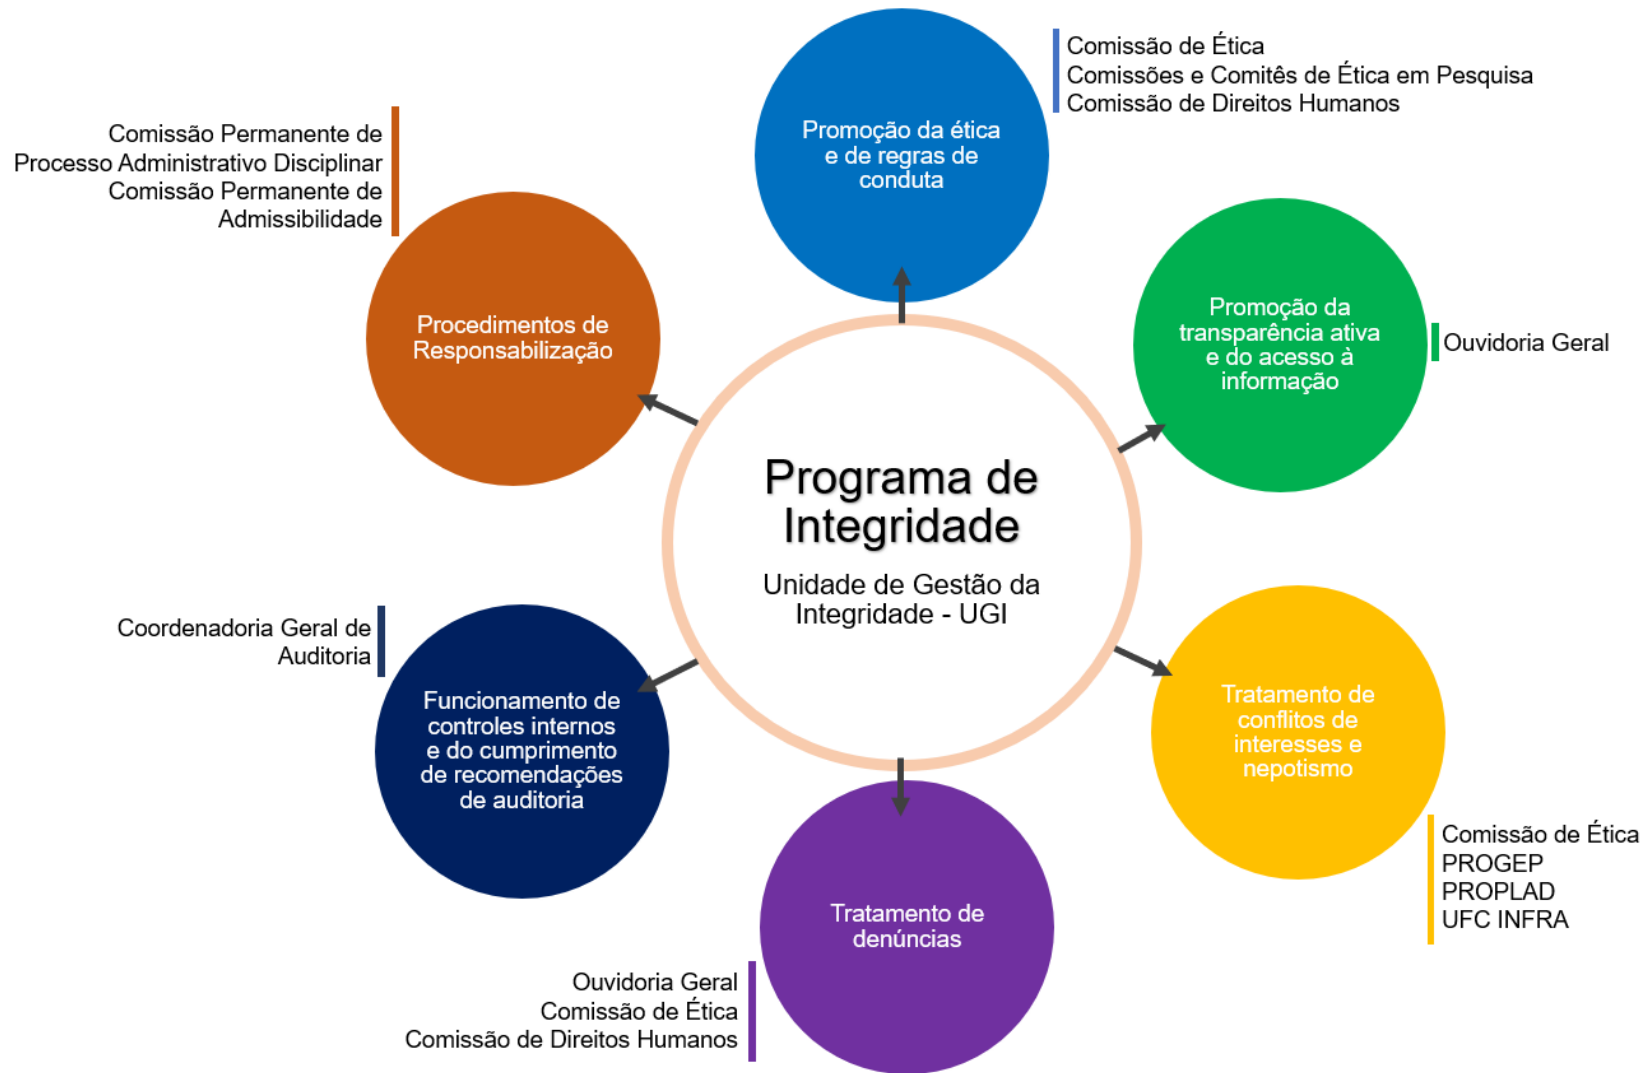 Comissão de Ética
Comissões e Comitês de Ética em Pesquisa
Comissão de Direitos Humanos
Promoção da ética
e de regras de
conduta
Comissão Permanente de
Processo Administrativo Disciplinar
Comissão Permanente de
Admissibilidade
Procedimentos de
Responsabilização
Promoção da
transparência ativa
e do acesso à
informação
Ouvidoria Geral
Programa de
Integridade
Unidade de Gestão da
Integridade - UGI
Coordenadoria Geral de
Auditoria
Funcionamento de
controles internos
e do cumprimento
de recomendações
de auditoria
Tratamento de
conflitos de
interesses e
nepotismo
Comissão de Ética
PROGEP
PROPLAD
UFC INFRA
Tratamento de
denúncias
Ouvidoria Geral
Comissão de Ética
Comissão de Direitos Humanos